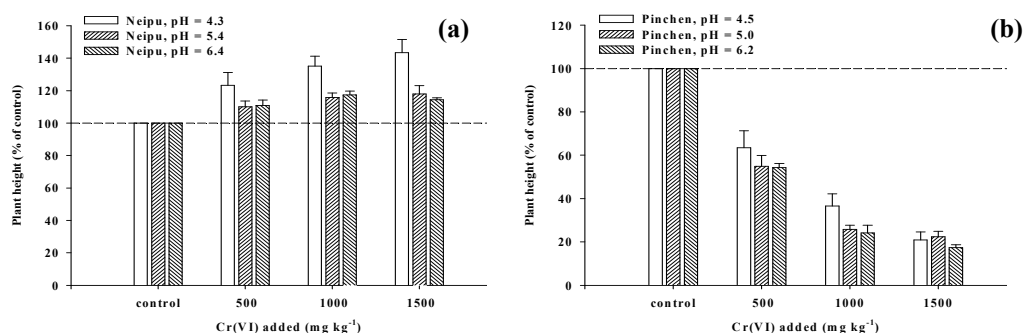 Neipu, pH = 4.3
Neipu, pH = 5.4
Neipu, pH = 6.4
(a)
Plant height (% of control)
160
140
120
100
80
60
40
20
0
control 500 1000 1500
Cr(VI) added (mg kg⁻¹)
Pinchen, pH = 4.5
Pinchen, pH = 5.0
Pinchen, pH = 6.2
(b)
Plant height (% of control)
120
100
80
60
40
20
0
control 500 1000 1500
Cr(VI) added (mg kg⁻¹)